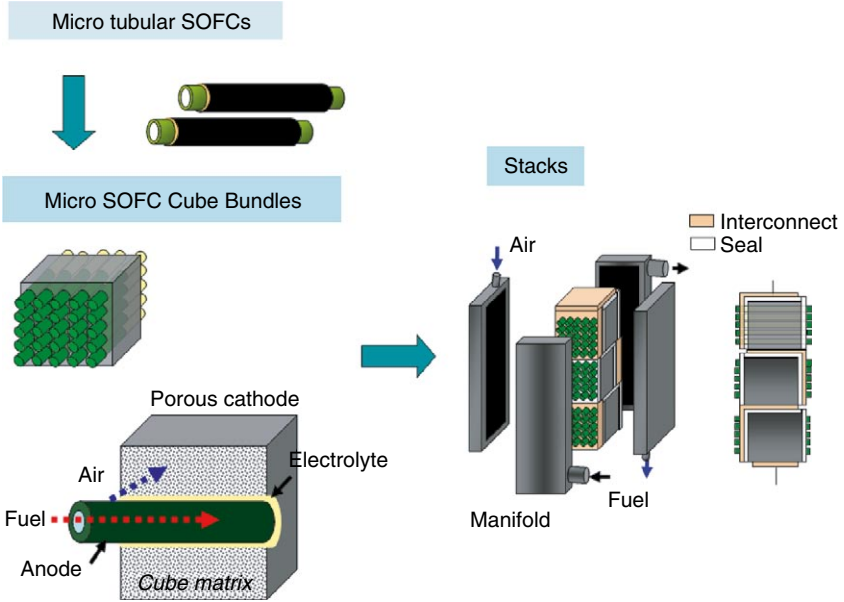 Micro tubular SOFCs
Micro SOFC Cube Bundles
Porous cathode
Electrolyte
Air
Fuel
Anode
Cube matrix
Stacks
Interconnect
Seal
Air
Fuel
Manifold